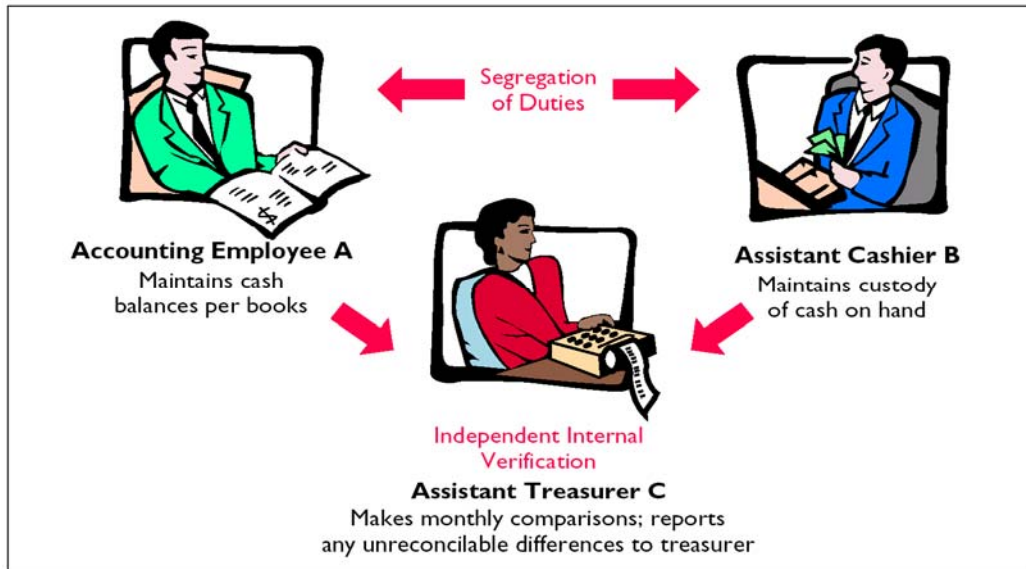 Segregation
of Duties
Accounting Employee A
Maintains cash
balances per books
Assistant Cashier B
Maintains custody
of cash on hand
Independent Internal
Verification
Assistant Treasurer C
Makes monthly comparisons; reports
any unreconcilable differences to treasurer